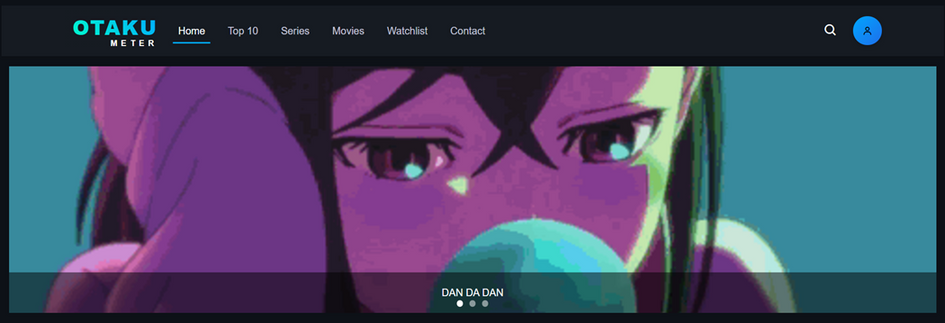 OTAKU
METER
Home Top 10 Series Movies Watchlist Contact
DAN DA DAN